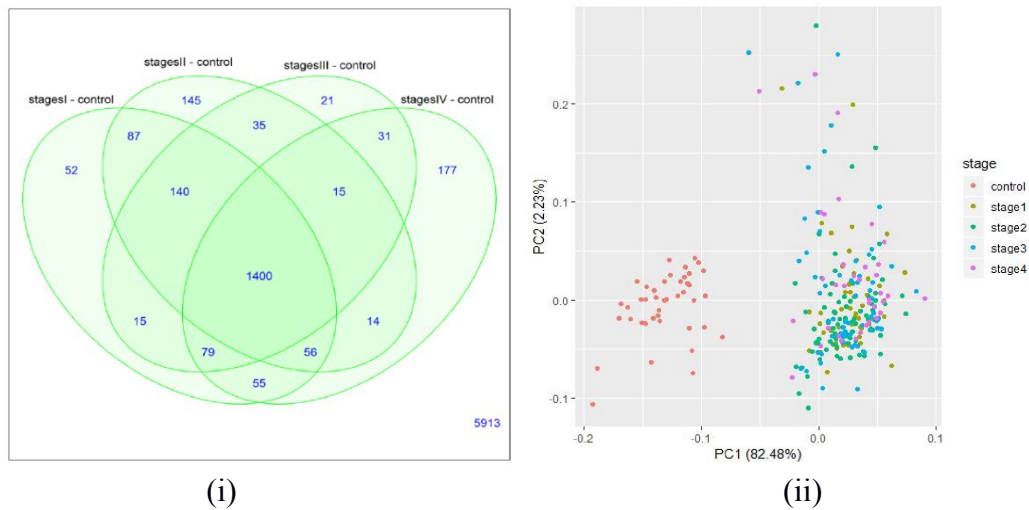 stagesII - control
stagesIII - control
stagesI - control
stagesIV - control
145
21
87
35
31
52
177
140
15
1400
15
14
79
56
55
5913
(i)
PC2 (2.23%)
0.2
0.1
0.0
-0.1
-0.2
-0.1
0.0
0.1
PC1 (82.48%)
stage
control
stage1
stage2
stage3
stage4
(ii)